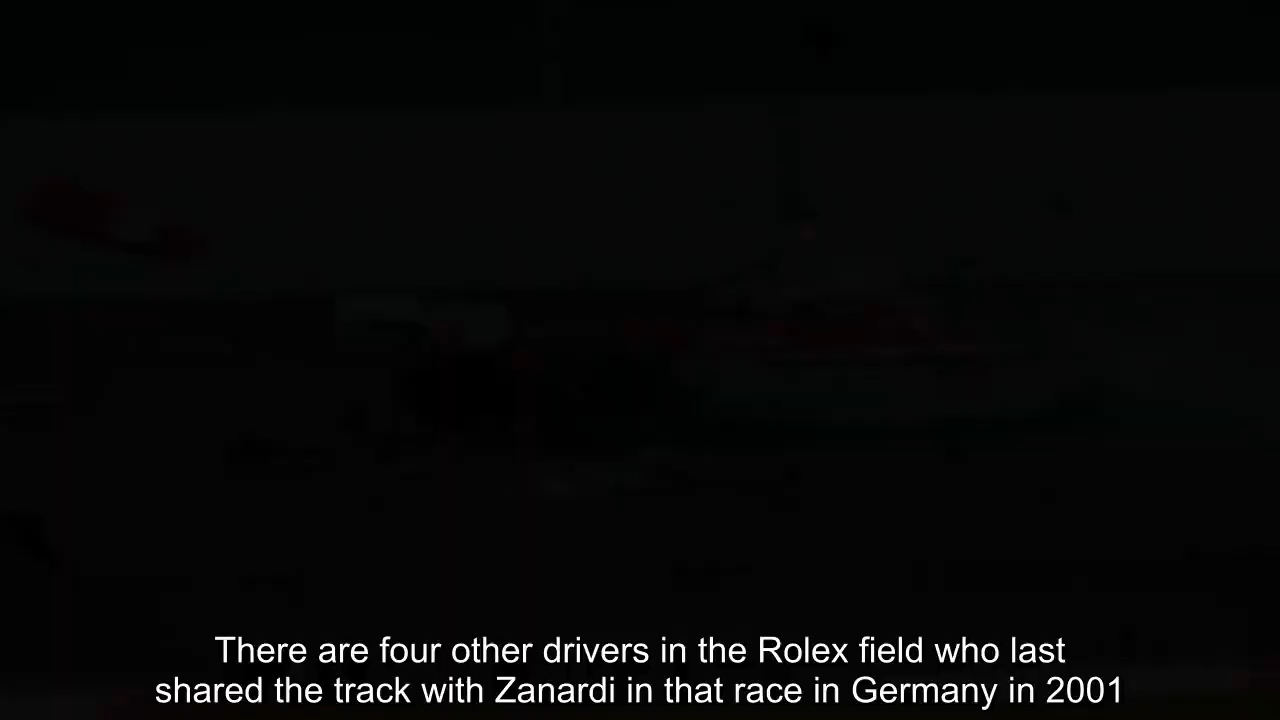 There are four other drivers in the Rolex field who last
shared the track with Zanardi in that race in Germany in 2001